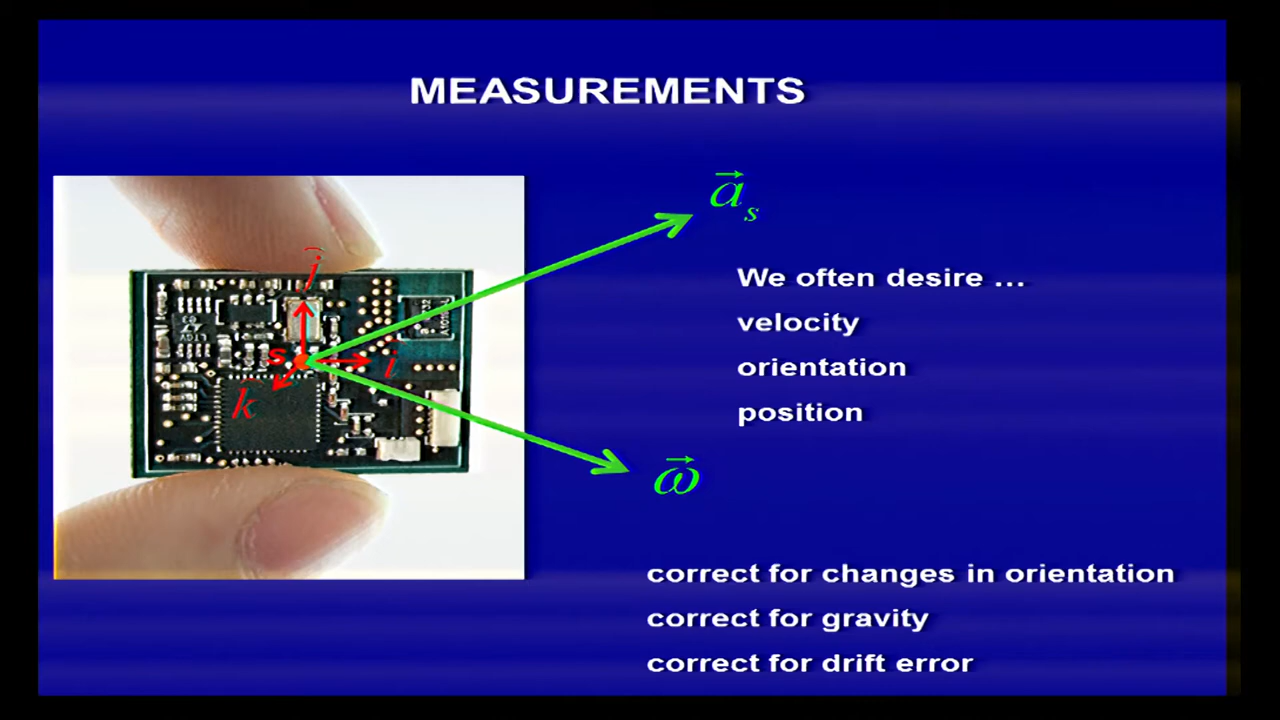 MEASUREMENTS
a⃗s
ĵ
s
i
k
ω⃗
We often desire ...
velocity
orientation
position
correct for changes in orientation
correct for gravity
correct for drift error